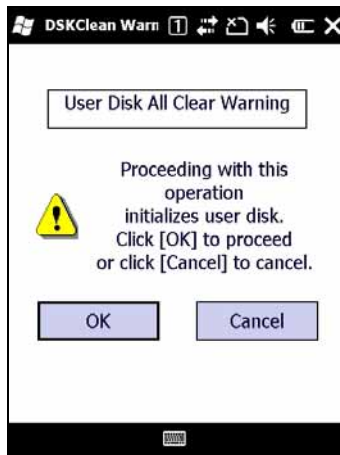 DSKClean Warn 1
User Disk All Clear Warning
Proceeding with this
operation
initializes user disk.
Click [OK] to proceed
or click [Cancel] to cancel.
OK Cancel